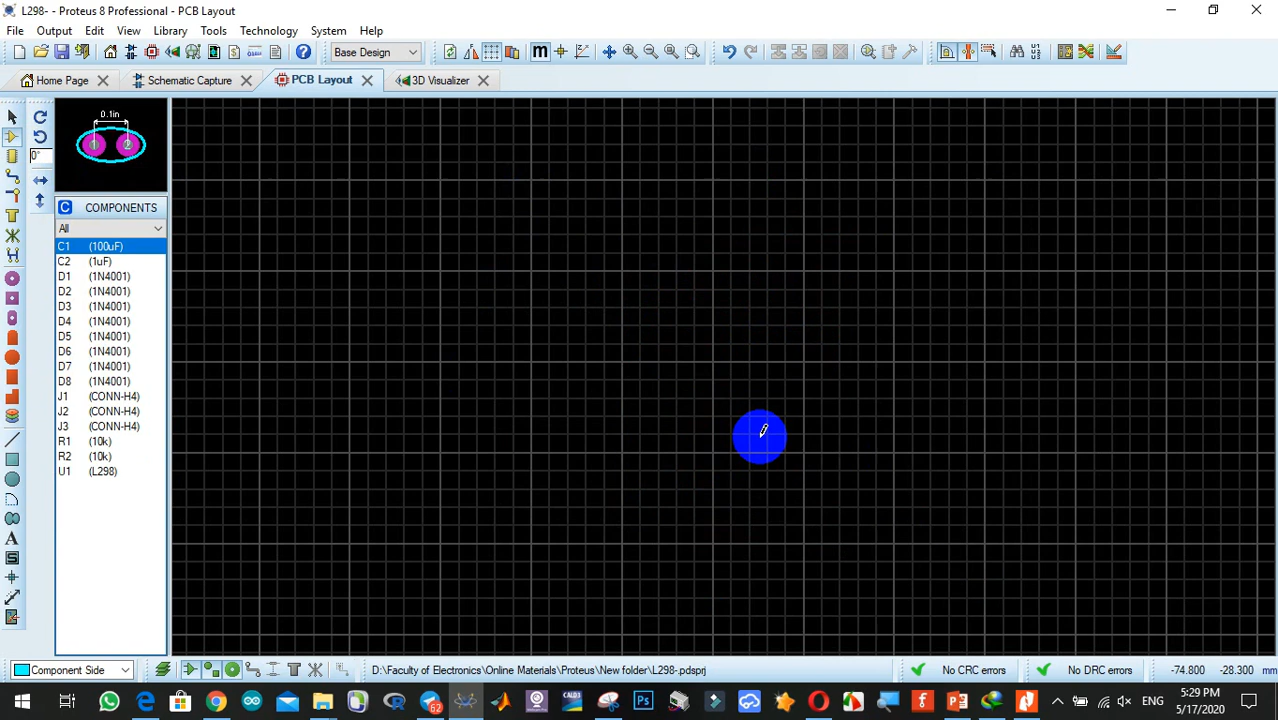 L298- - Proteus 8 Professional - PCB Layout
File Output Edit View Library Tools Technology System Help
Base Design
Home Page Schematic Capture PCB Layout 3D Visualizer
0.1in
1 2
0°
C COMPONENTS
All
C1 (100uF)
C2 (1uF)
D1 (1N4001)
D2 (1N4001)
D3 (1N4001)
D4 (1N4001)
D5 (1N4001)
D6 (1N4001)
D7 (1N4001)
D8 (1N4001)
J1 (CONN-H4)
J2 (CONN-H4)
J3 (CONN-H4)
R1 (10k)
R2 (10k)
U1 (L298)
Component Side D:\Faculty of Electronics\Online Materials\Proteus\New folder\L298-.pdsprj No CRC errors No DRC errors -74.800 -28.300 mm
62 ENG 5:29 PM
5/17/2020